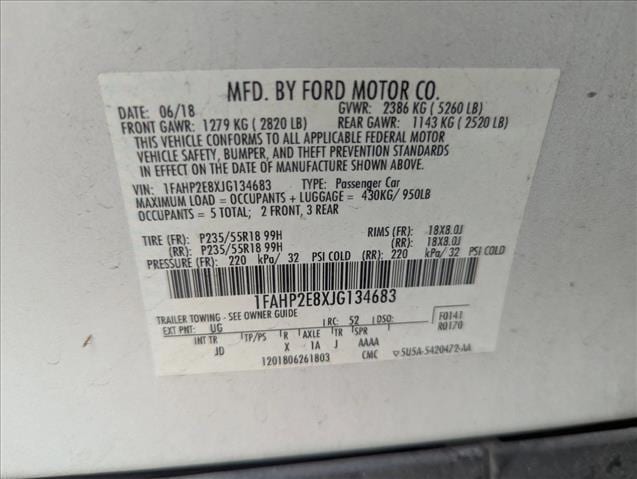 MFD. BY FORD MOTOR CO.
DATE: 06/18 GVWR: 2386 KG ( 5260 LB)
FRONT GAWR: 1279 KG ( 2820 LB) REAR GAWR: 1143 KG ( 2520 LB)
THIS VEHICLE CONFORMS TO ALL APPLICABLE FEDERAL MOTOR
VEHICLE SAFETY, BUMPER, AND THEFT PREVENTION STANDARDS
IN EFFECT ON THE DATE OF MANUFACTURE SHOWN ABOVE.
VIN: 1FAHP2E8XJG134683 TYPE: Passenger Car
MAXIMUM LOAD = OCCUPANTS + LUGGAGE = 430KG/ 950LB
OCCUPANTS = 5 TOTAL; 2 FRONT, 3 REAR
TIRE (FR): P235/55R18 99H RIMS (FR): 18X8.0J
(RR): P235/55R18 99H (RR): 18X8.0J
PRESSURE (FR): 220 kPa/ 32 PSI COLD (RR): 220 kPa/ 32 PSI COLD
1FAHP2E8XJG134683
TRAILER TOWING - SEE OWNER GUIDE
EXT PNT: UG RC: 52 DSO: F0141
R0170
INT TR TP/PS R AXLE TR SPR
JD X 1A J AAAA
1201806261803 CMC 5U5A-5420472-AA